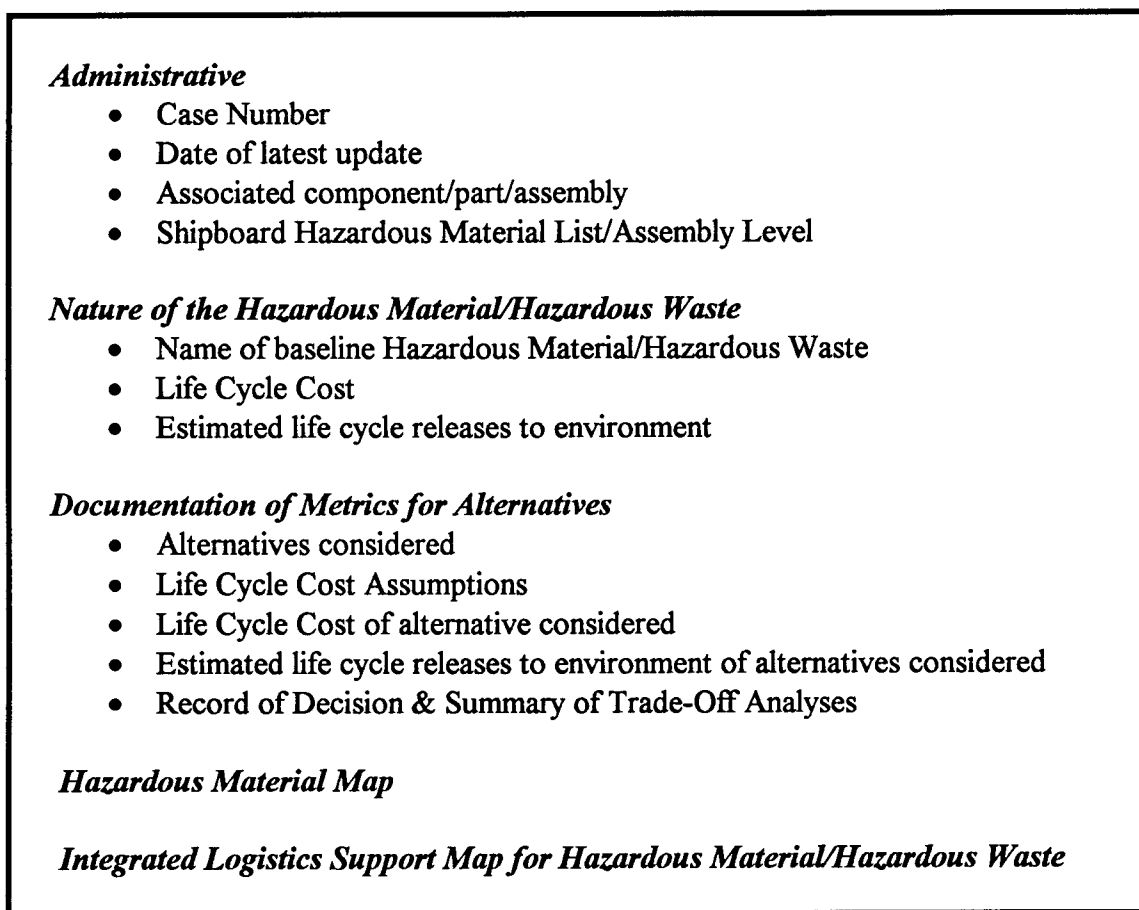 Administrative
• Case Number
• Date of latest update
• Associated component/part/assembly
• Shipboard Hazardous Material List/Assembly Level
Nature of the Hazardous Material/Hazardous Waste
• Name of baseline Hazardous Material/Hazardous Waste
• Life Cycle Cost
• Estimated life cycle releases to environment
Documentation of Metrics for Alternatives
• Alternatives considered
• Life Cycle Cost Assumptions
• Life Cycle Cost of alternative considered
• Estimated life cycle releases to environment of alternatives considered
• Record of Decision & Summary of Trade-Off Analyses
Hazardous Material Map
Integrated Logistics Support Map for Hazardous Material/Hazardous Waste